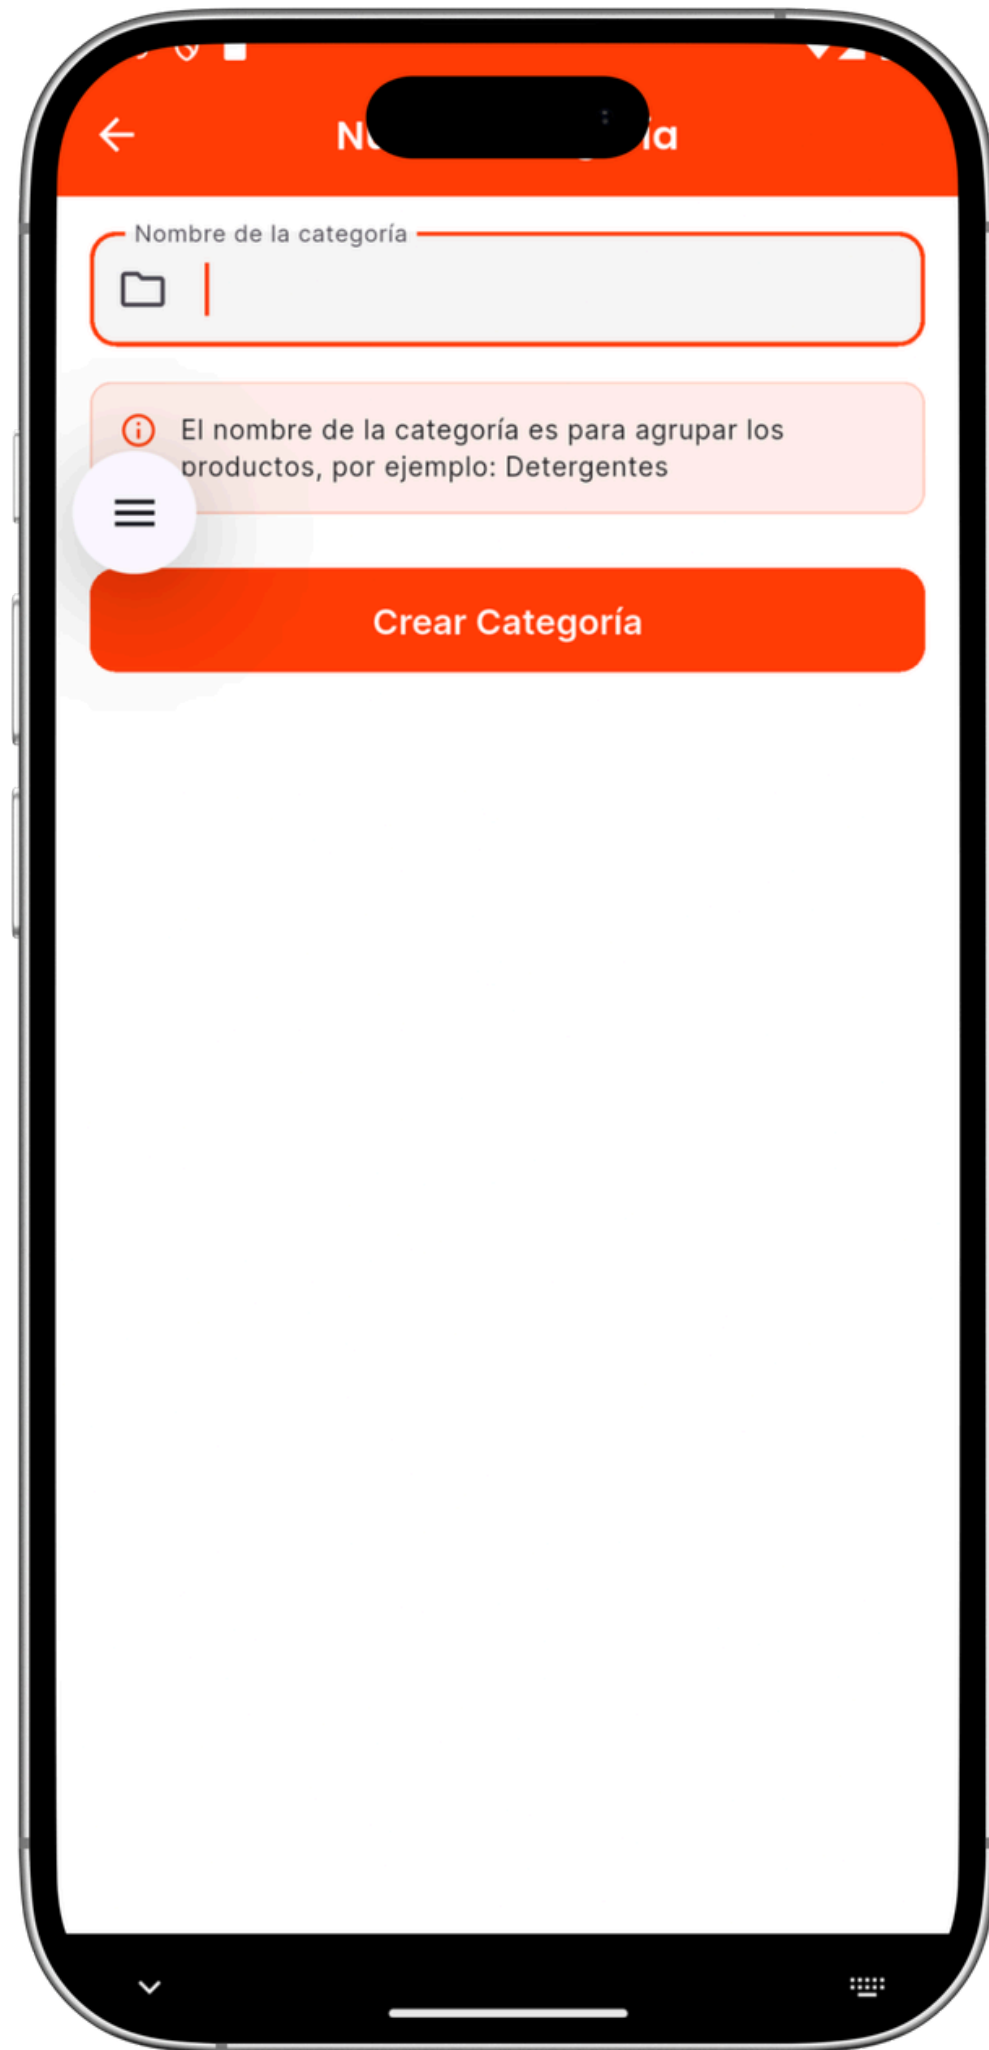 Nombre de la categoría
El nombre de la categoría es para agrupar los
productos, por ejemplo: Detergentes
Crear Categoría